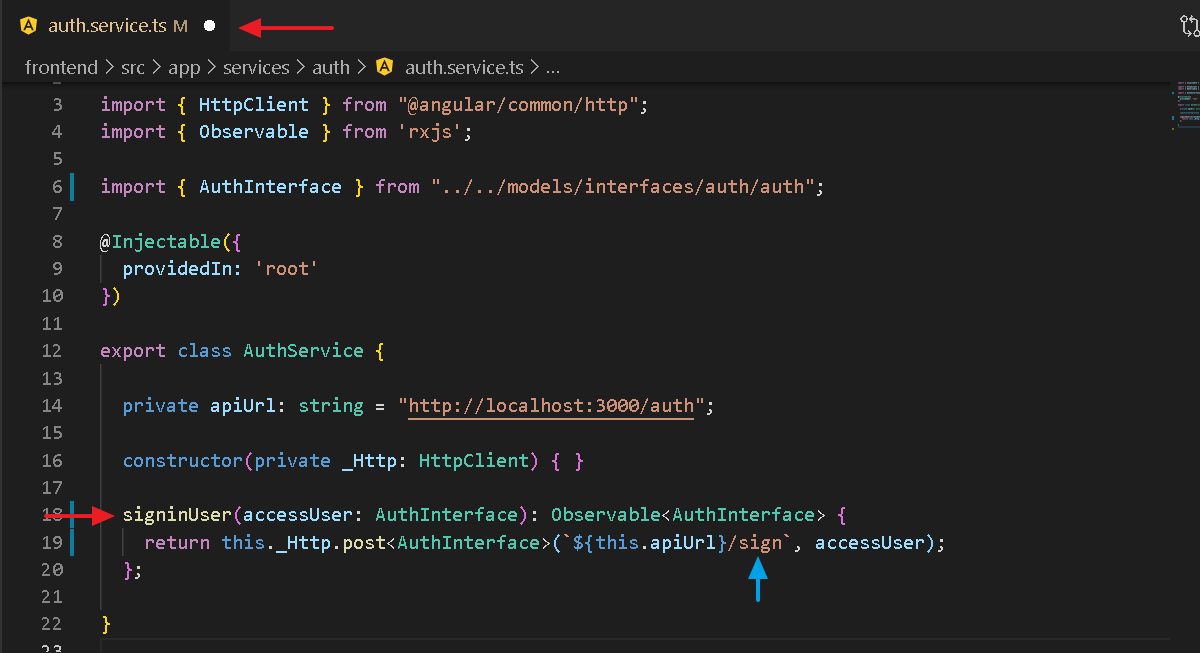 auth.service.ts M
frontend > src > app > services > auth > auth.service.ts > ...
3 import { HttpClient } from "@angular/common/http";
4 import { Observable } from 'rxjs';
5
6 import { AuthInterface } from "../../models/interfaces/auth/auth";
7
8 @Injectable({
9 providedIn: 'root'
10 })
11
12 export class AuthService {
13
14 private apiUrl: string = "http://localhost:3000/auth";
15
16 constructor(private _Http: HttpClient) { }
17
18 signinUser(accessUser: AuthInterface): Observable<AuthInterface> {
19 return this._Http.post<AuthInterface>(`${this.apiUrl}/sign`, accessUser);
20 };
21
22 }
23